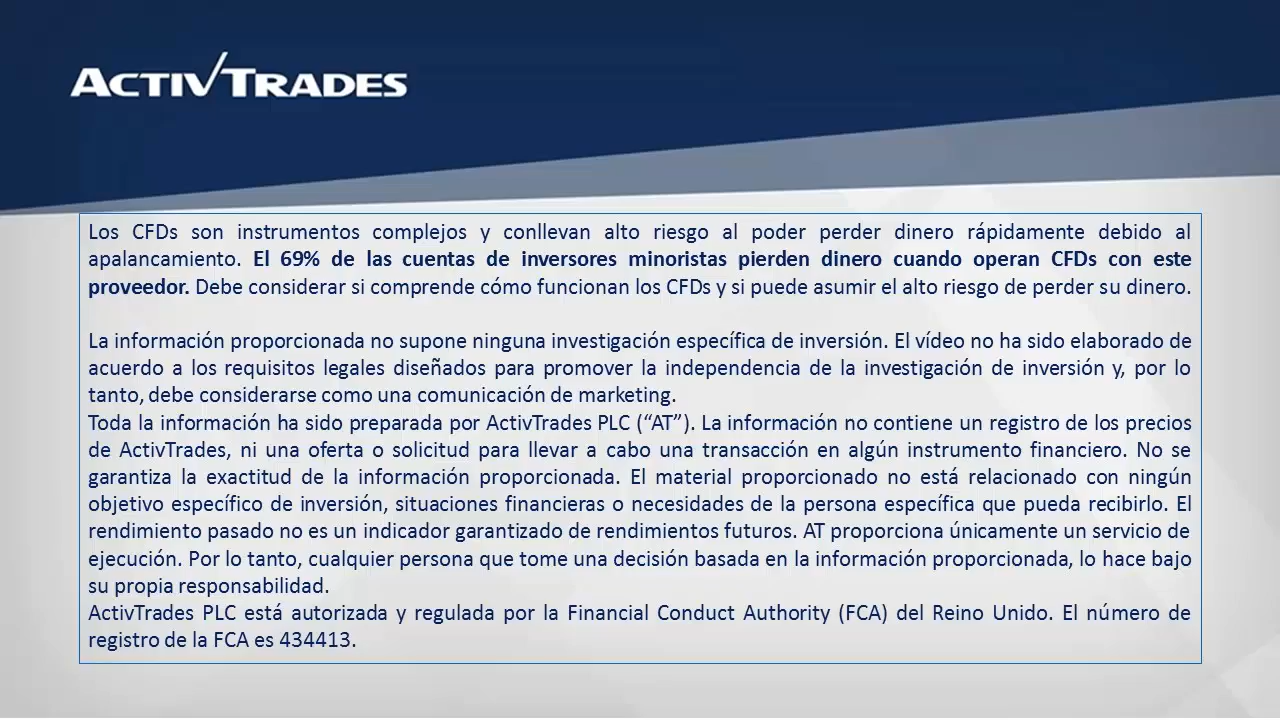 ACTIVTRADES
Los CFDs son instrumentos complejos y conllevan alto riesgo al poder perder dinero rápidamente debido al
apalancamiento. El 69% de las cuentas de inversores minoristas pierden dinero cuando operan CFDs con este
proveedor. Debe considerar si comprende cómo funcionan los CFDs y si puede asumir el alto riesgo de perder su dinero.
La información proporcionada no supone ninguna investigación específica de inversión. El vídeo no ha sido elaborado de
acuerdo a los requisitos legales diseñados para promover la independencia de la investigación de inversión y, por lo
tanto, debe considerarse como una comunicación de marketing.
Toda la información ha sido preparada por ActivTrades PLC (“AT”). La información no contiene un registro de los precios
de ActivTrades, ni una oferta o solicitud para llevar a cabo una transacción en algún instrumento financiero. No se
garantiza la exactitud de la información proporcionada. El material proporcionado no está relacionado con ningún
objetivo específico de inversión, situaciones financieras o necesidades de la persona específica que pueda recibirlo. El
rendimiento pasado no es un indicador garantizado de rendimientos futuros. AT proporciona únicamente un servicio de
ejecución. Por lo tanto, cualquier persona que tome una decisión basada en la información proporcionada, lo hace bajo
su propia responsabilidad.
ActivTrades PLC está autorizada y regulada por la Financial Conduct Authority (FCA) del Reino Unido. El número de
registro de la FCA es 434413.